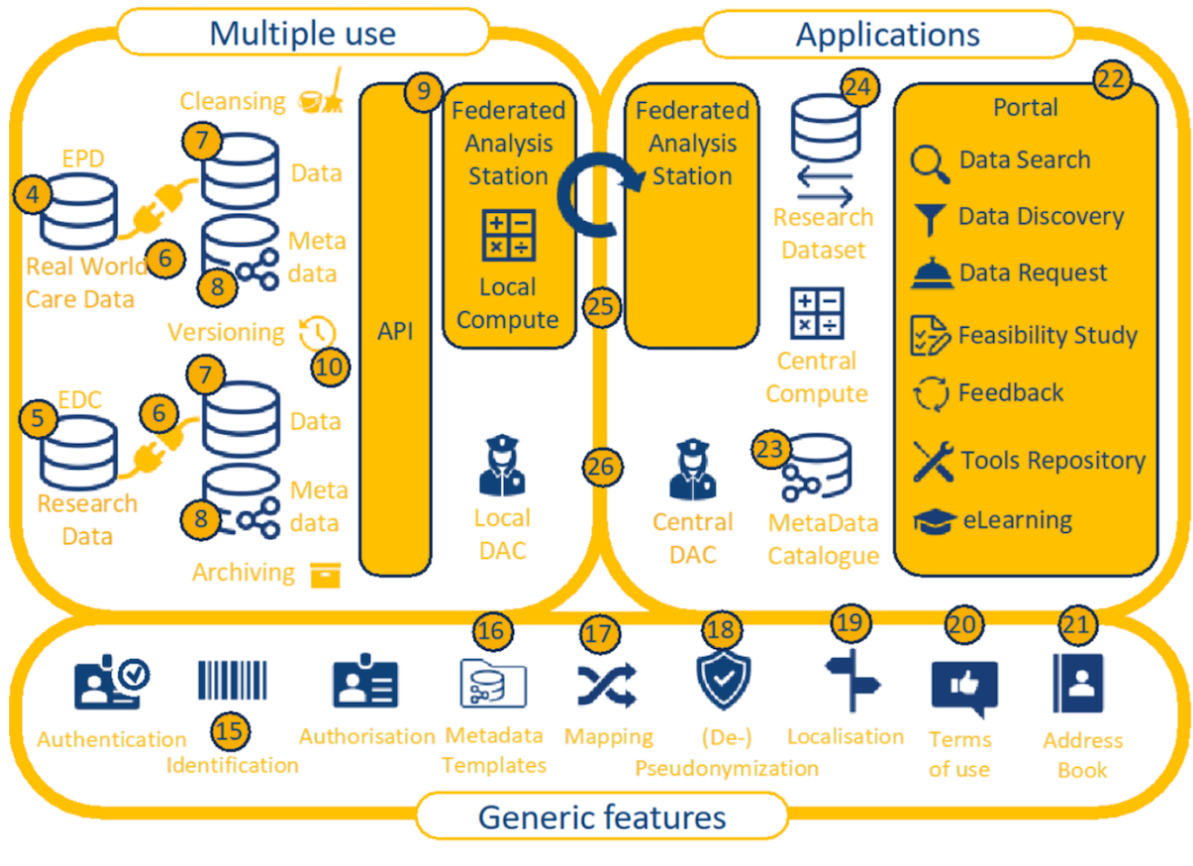 Multiple use
Applications
Cleansing
7
EPD
4
Data
6
Real World
Care Data
Meta
data
8
Versioning
10
7
EDC
5
6
Data
Research
Data
Meta
data
8
Archiving
API
9
Federated
Analysis
Station
Local
Compute
Local
DAC
25
26
Federated
Analysis
Station
24
Research
Dataset
Central
Compute
Central
DAC
23
MetaData
Catalogue
22
Portal
Data Search
Data Discovery
Data Request
Feasibility Study
Feedback
Tools Repository
eLearning
Authentication
15
Identification
Authorisation
16
Metadata
Templates
17
Mapping
18
(De-)
Pseudonymization
19
Localisation
20
Terms
of use
21
Address
Book
Generic features